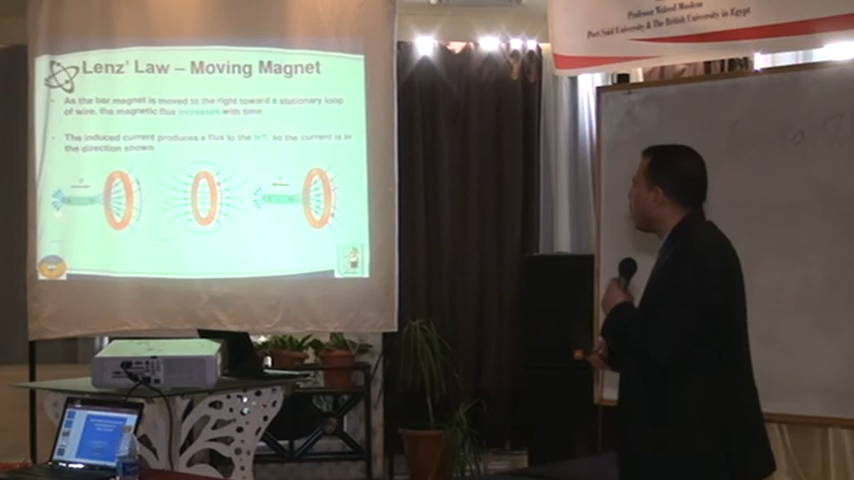 Professor Waleed Moslem
Port Said University & The British University in Egypt
Lenz' Law – Moving Magnet
• As the bar magnet is moved to the right toward a stationary loop
of wire, the magnetic flux increases with time
• The induced current produces a flux to the left, so the current is in
the direction shown